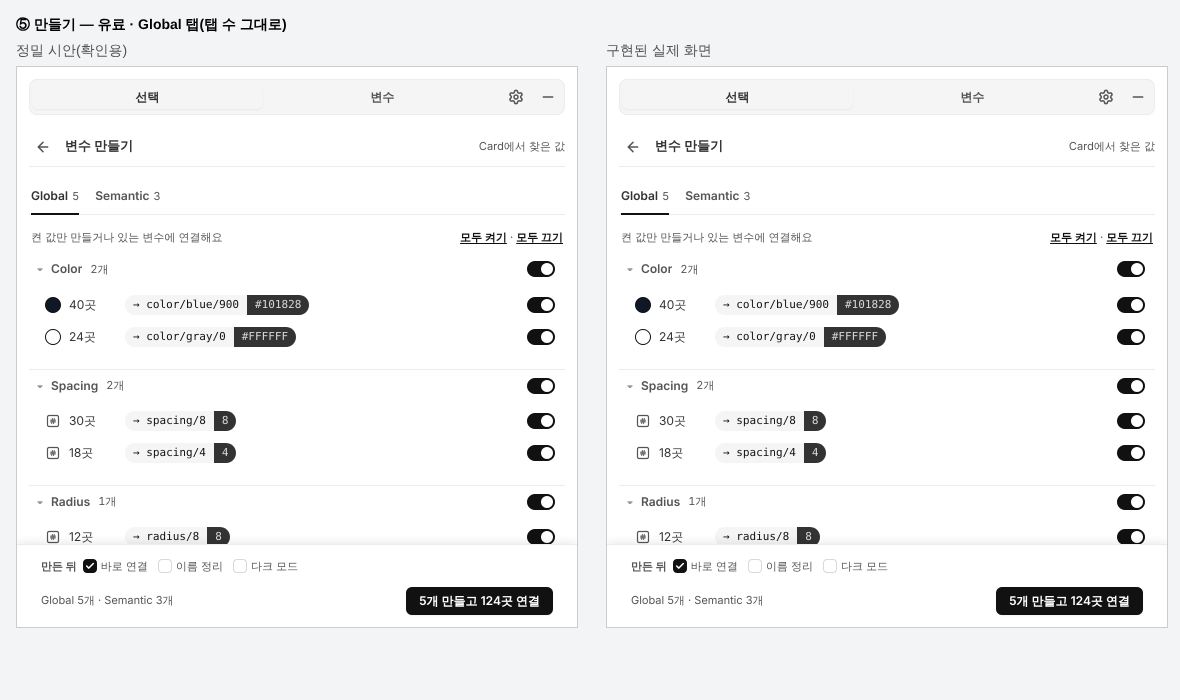 ⑤ 만들기 — 유료 · Global 탭(탭 수 그대로)
정밀 시안(확인용)
선택 변수
변수 만들기 Card에서 찾은 값
Global 5 Semantic 3
켠 값만 만들거나 있는 변수에 연결해요 모두 켜기 · 모두 끄기
Color 2개
40곳 → color/blue/900 #101828
24곳 → color/gray/0 #FFFFFF
Spacing 2개
# 30곳 → spacing/8 8
# 18곳 → spacing/4 4
Radius 1개
# 12곳 → radius/8 8
만든 뒤 바로 연결 이름 정리 다크 모드
Global 5개 · Semantic 3개 5개 만들고 124곳 연결
구현된 실제 화면
선택 변수
변수 만들기 Card에서 찾은 값
Global 5 Semantic 3
켠 값만 만들거나 있는 변수에 연결해요 모두 켜기 · 모두 끄기
Color 2개
40곳 → color/blue/900 #101828
24곳 → color/gray/0 #FFFFFF
Spacing 2개
# 30곳 → spacing/8 8
# 18곳 → spacing/4 4
Radius 1개
# 12곳 → radius/8 8
만든 뒤 바로 연결 이름 정리 다크 모드
Global 5개 · Semantic 3개 5개 만들고 124곳 연결